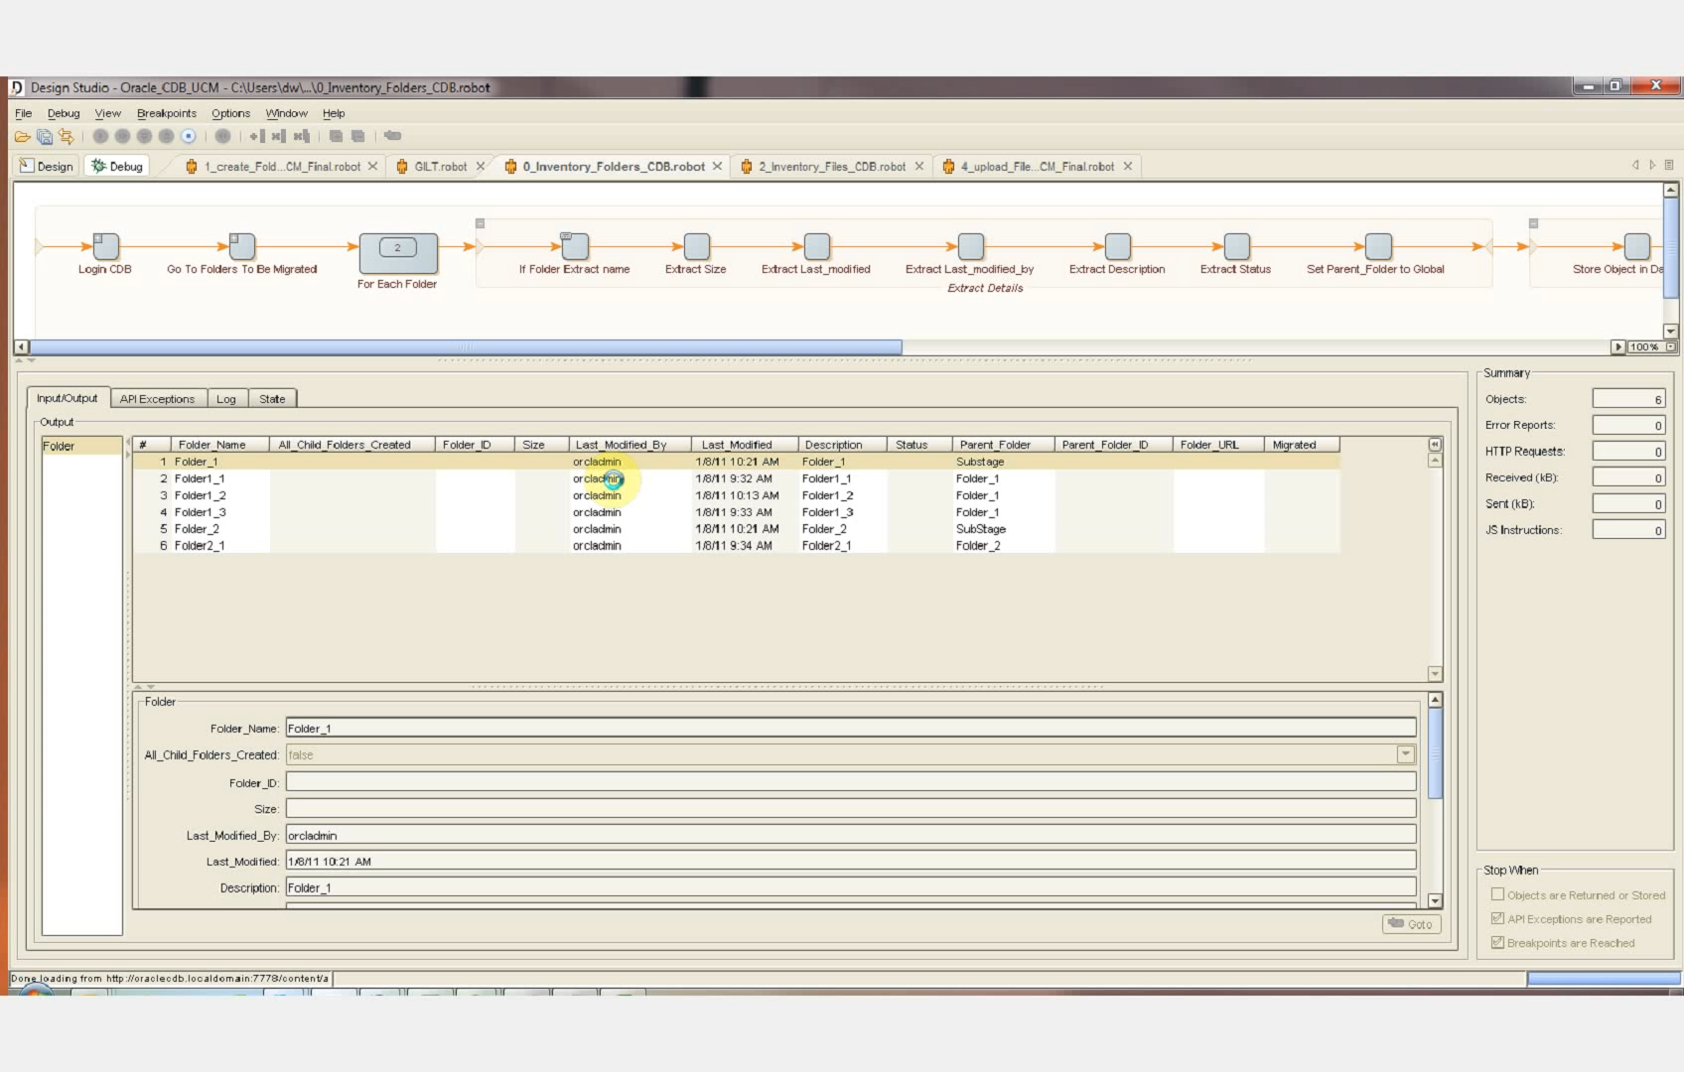 Design Studio - Oracle_CDB_UCM - C:\Users\dw\...\0_Inventory_Folders_CDB.robot
File Debug View Breakpoints Options Window Help
Design Debug 1_create_Fold...CM_Final.robot GILT.robot 0_Inventory_Folders_CDB.robot 2_Inventory_Files_CDB.robot 4_upload_File...CM_Final.robot
2
Login CDB Go To Folders To Be Migrated If Folder Extract name Extract Size Extract Last_modified Extract Last_modified_by Extract Description Extract Status Set Parent_Folder to Global Store Object in Da
For Each Folder Extract Details
100%
Input/Output API Exceptions Log State
Output
Folder
# Folder_Name All_Child_Folders_Created Folder_ID Size Last_Modified_By Last_Modified Description Status Parent_Folder Parent_Folder_ID Folder_URL Migrated
1 Folder_1 orcladmin 1/8/11 10:21 AM Folder_1 Substage
2 Folder1_1 orcladmin 1/8/11 9:32 AM Folder1_1 Folder_1
3 Folder1_2 orcladmin 1/8/11 10:13 AM Folder1_2 Folder_1
4 Folder1_3 orcladmin 1/8/11 9:33 AM Folder1_3 Folder_1
5 Folder_2 orcladmin 1/8/11 10:21 AM Folder_2 SubStage
6 Folder2_1 orcladmin 1/8/11 9:34 AM Folder2_1 Folder_2
Folder
Folder_Name: Folder_1
All_Child_Folders_Created: false
Folder_ID:
Size:
Last_Modified_By: orcladmin
Last_Modified: 1/8/11 10:21 AM
Description: Folder_1
Goto
Summary
Objects: 6
Error Reports: 0
HTTP Requests: 0
Received (kB): 0
Sent (kB): 0
JS Instructions: 0
Stop When
Objects are Returned or Stored
API Exceptions are Reported
Breakpoints are Reached
Done loading from http://oraclecdb.localdomain:7778/content/a